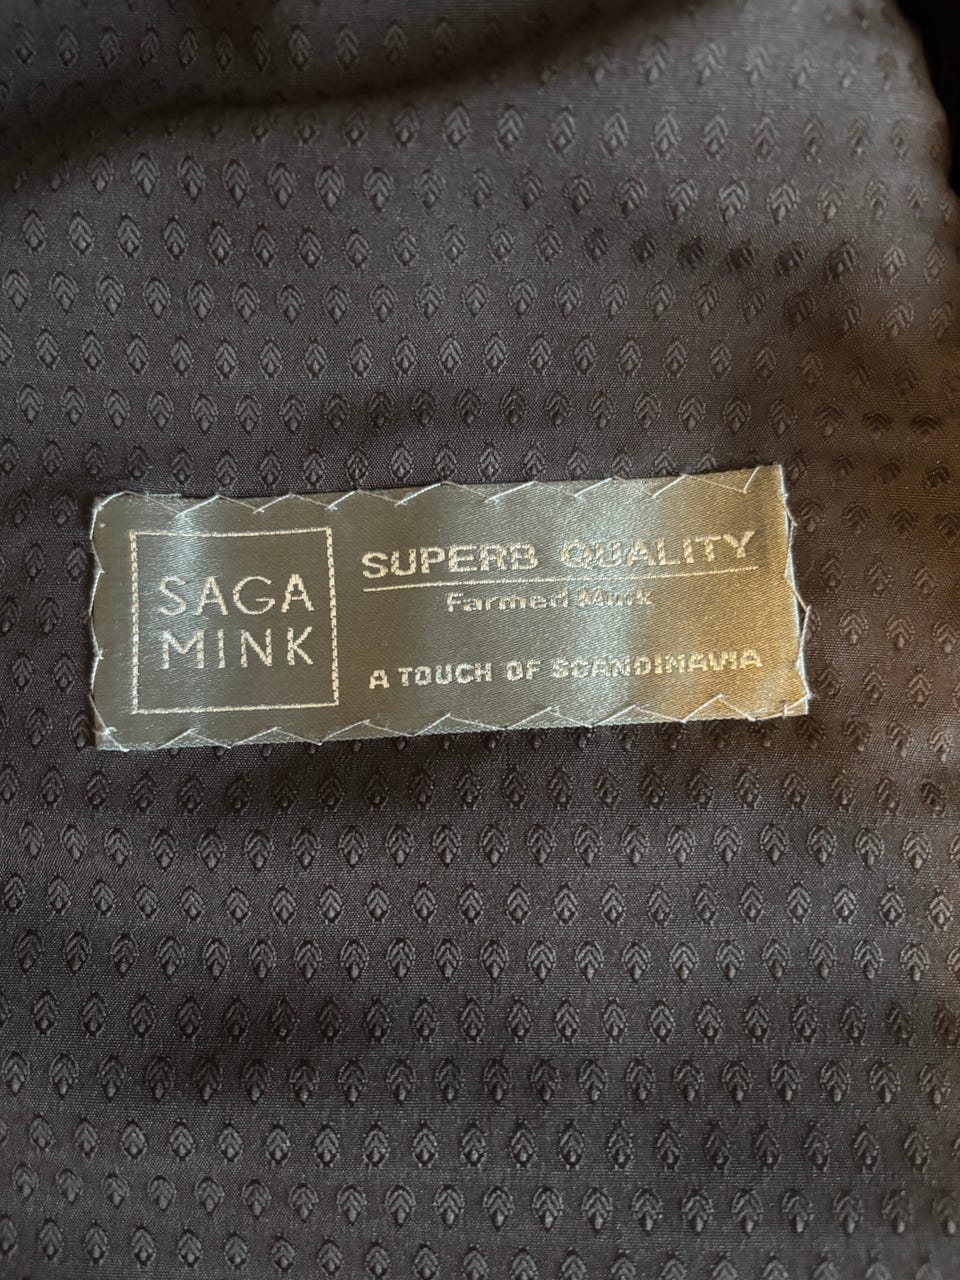 SAGA
MINK
SUPERB QUALITY
Farmed Mink
A TOUCH OF SCANDINAVIA